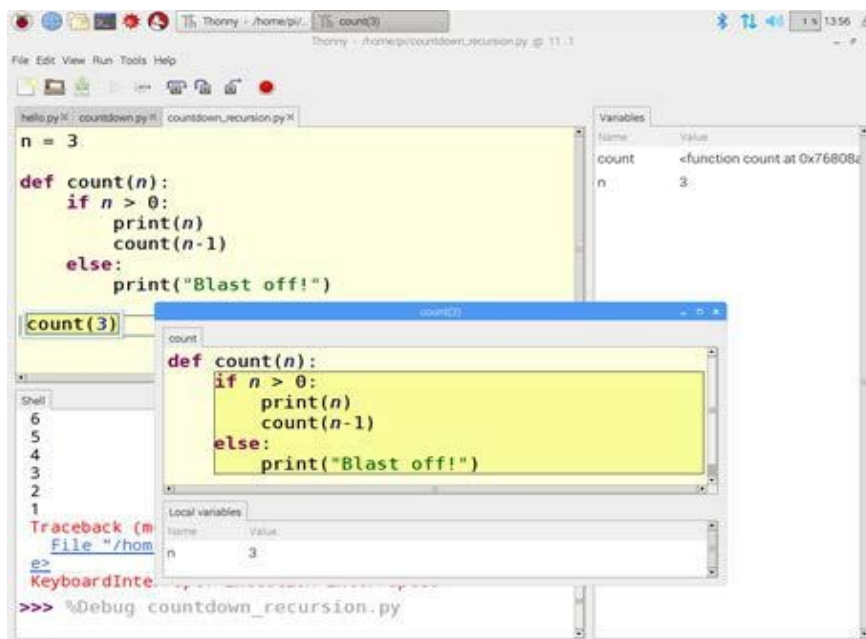 Thonny - /home/pi/.. count(3) 1 % 13:56
Thonny - /home/pi/countdown_recursion.py @ 11 : 1
File Edit View Run Tools Help
hello.py × countdown.py × countdown_recursion.py ×
n = 3
def count(n):
if n > 0:
print(n)
count(n-1)
else:
print("Blast off!")
count(3)
Variables
Name Value
count <function count at 0x76808a
n 3
count(3)
count
def count(n):
if n > 0:
print(n)
count(n-1)
else:
print("Blast off!")
Local variables
Name Value
n 3
Shell
6
5
4
3
2
1
Traceback (m
File "/hom
e>
KeyboardInte
>>> %Debug countdown_recursion.py